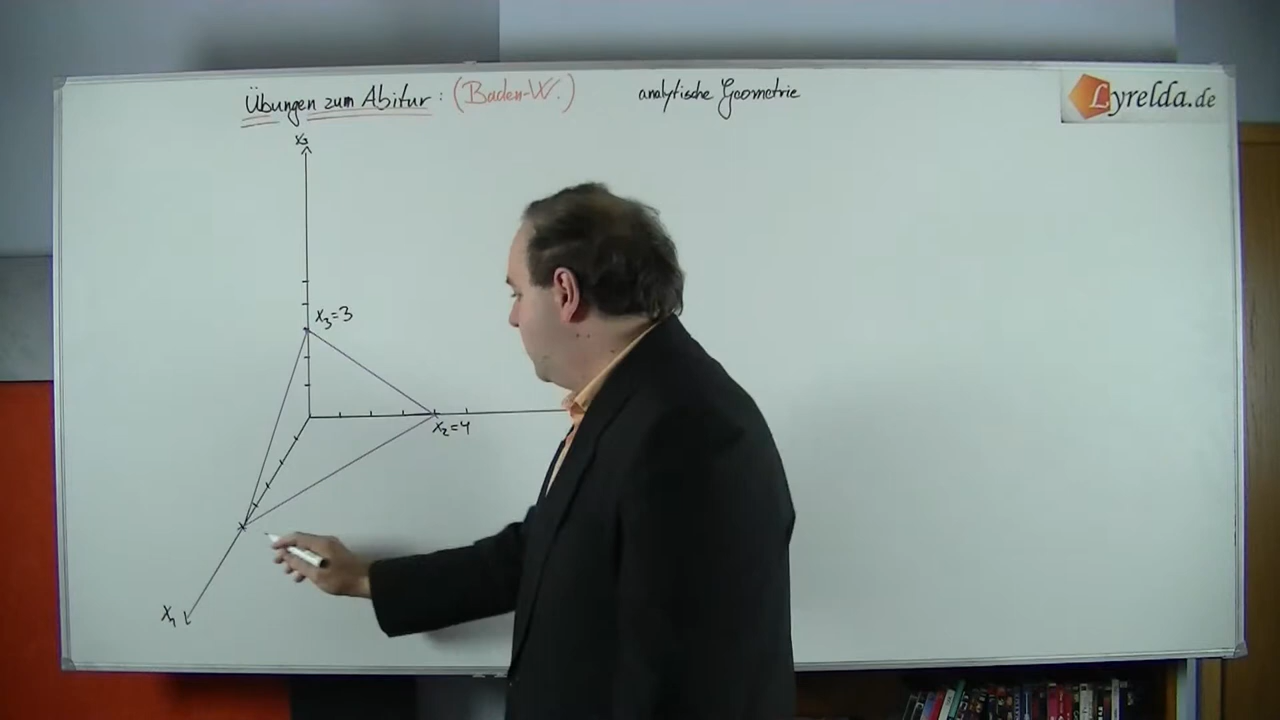 Übungen zum Abitur: (Baden-W.) analytische Geometrie
Lyrelda.de
x₃
x₃=3
x₂=4
x₁